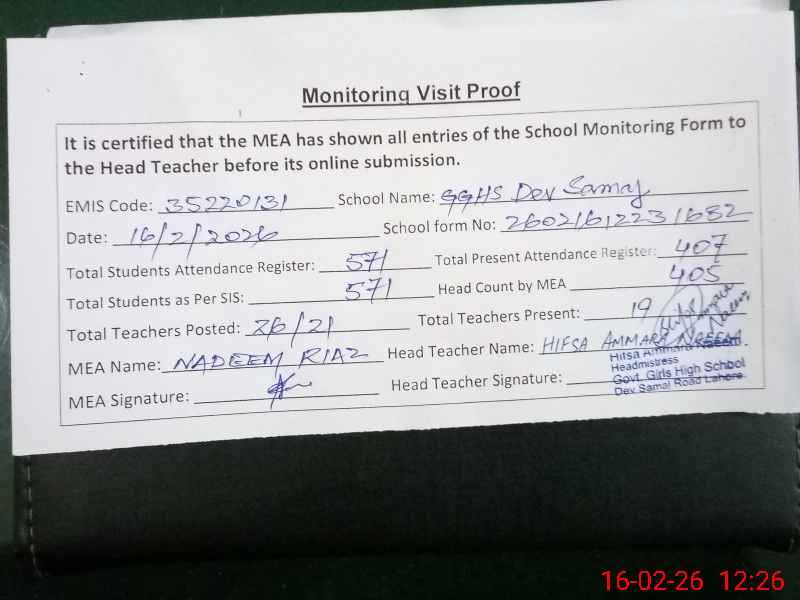 Monitoring Visit Proof
It is certified that the MEA has shown all entries of the School Monitoring Form to
the Head Teacher before its online submission.
EMIS Code: 35220131 School Name: GGHS Dev Samaj
Date: 16/2/2026 School form No: 26021612231682
Total Students Attendance Register: 571 Total Present Attendance Register: 407
Total Students as Per SIS: 571 Head Count by MEA 405
Total Teachers Posted: 26/21 Total Teachers Present: 19
MEA Name: NADEEM RIAZ Head Teacher Name: HIFSA AMMARA NAEEM
Hifsa Ammara Naeem.
Headmistress
MEA Signature: Head Teacher Signature:
Govt. Girls High School
Dev Samaj Road Lahore.
16-02-26 12:26